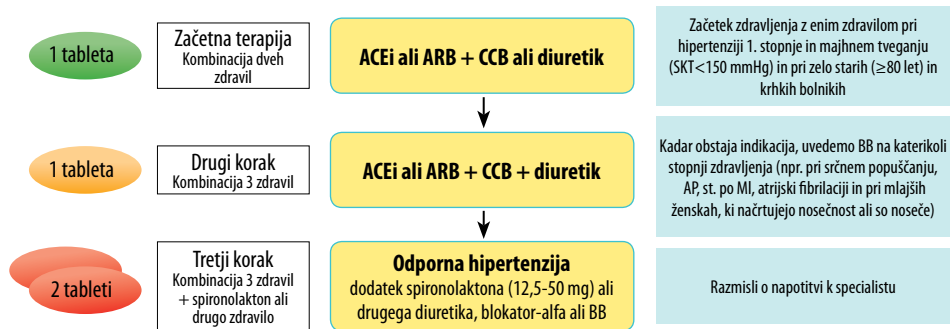 1 tableta
Začetna terapija
Kombinacija dveh
zdravil
ACEi ali ARB + CCB ali diuretik
Začetek zdravljenja z enim zdravilom pri
hipertenziji 1. stopnje in majhnem tveganju
(SKT<150 mmHg) in pri zelo starih (≥80 let) in
krhkih bolnikih
1 tableta
Drugi korak
Kombinacija 3 zdravil
ACEi ali ARB + CCB + diuretik
Kadar obstaja indikacija, uvedemo BB na katerikoli
stopnji zdravljenja (npr. pri srčnem popuščanju,
AP, st. po MI, atrijski fibrilaciji in pri mlajših
ženskah, ki načrtujejo nosečnost ali so noseče)
2 tableti
Tretji korak
Kombinacija 3 zdravil
+ spironolakton ali
drugo zdravilo
Odporna hipertenzija
dodatek spironolaktona (12,5-50 mg) ali
drugega diuretika, blokator-alfa ali BB
Razmisli o napotitvi k specialistu